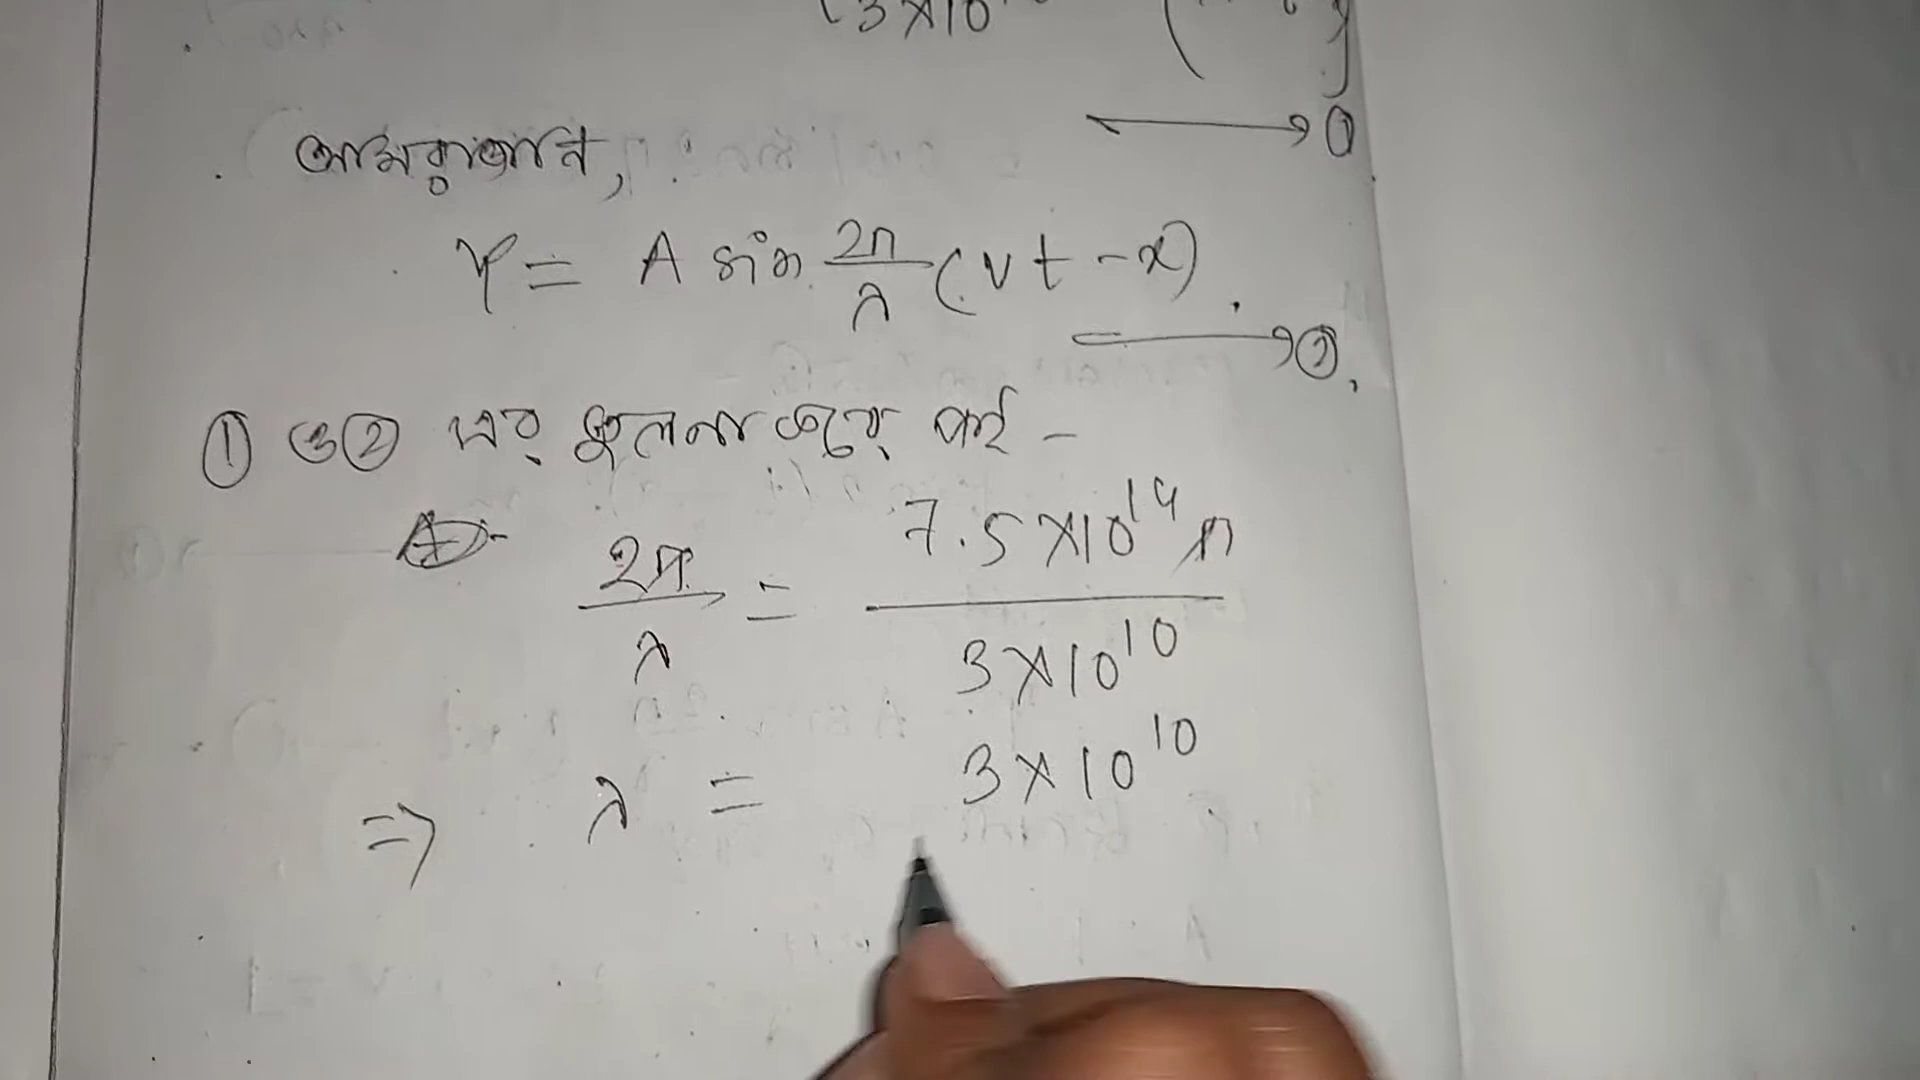 3×10
→ ①
আমরা জানি,
Y = A sin 2π/λ (vt - x).
→ ②.
① ও ② এর তুলনা করে পাই -
2π/λ = 7.5×10¹⁴ π / 3×10¹⁰
⇒ λ = 3×10¹⁰